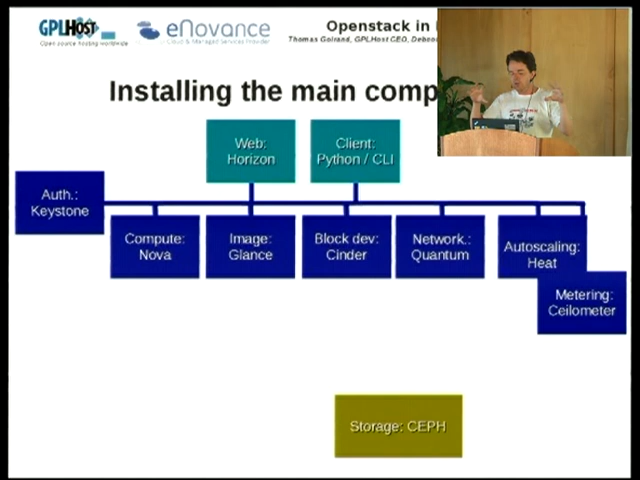 GPLHOST
Open source hosting worldwide
eNovance
Cloud & Managed Services Provider
Openstack in
Thomas Goirand, GPLHost CEO,
Installing the main comp
Web:
Horizon
Client:
Python / CLI
Auth.:
Keystone
Compute:
Nova
Image:
Glance
Block dev:
Cinder
Network.:
Quantum
Autoscaling:
Heat
Metering:
Ceilometer
Storage: CEPH